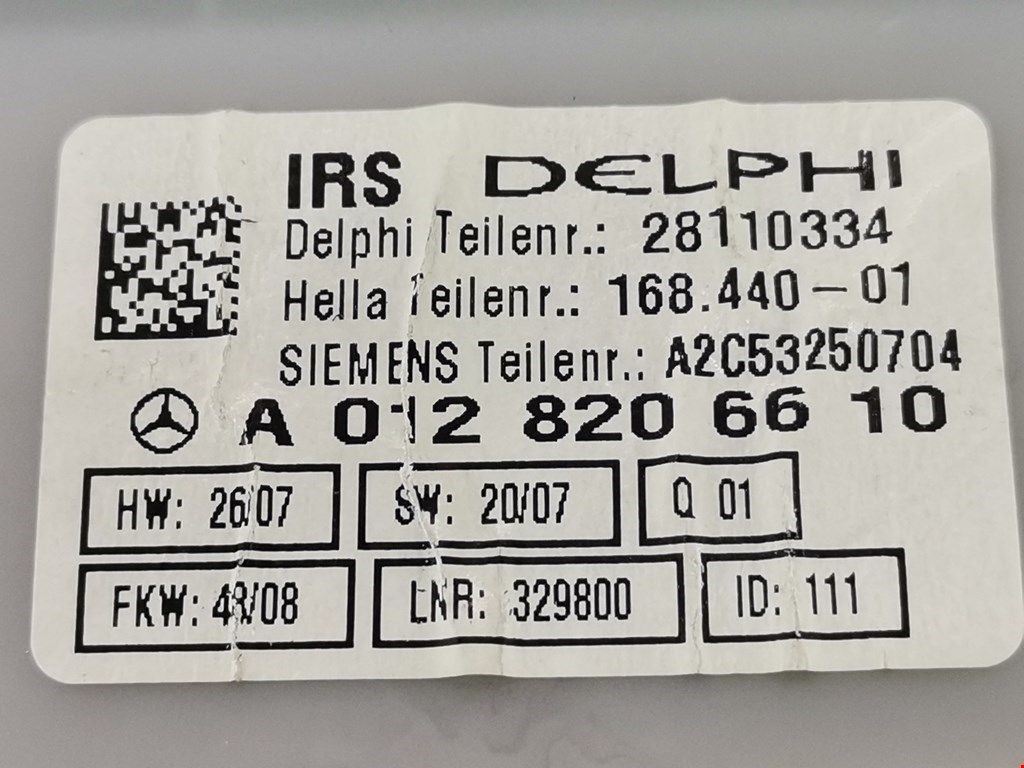 IRS DELPHI
Delphi Teilenr.: 28110334
Hella Teilenr.: 168.440-01
SIEMENS Teilenr.: A2C53250704
A 012 820 66 10
HW: 26/07 SW: 20/07 Q 01
FKW: 48/08 LNR: 329800 ID: 111